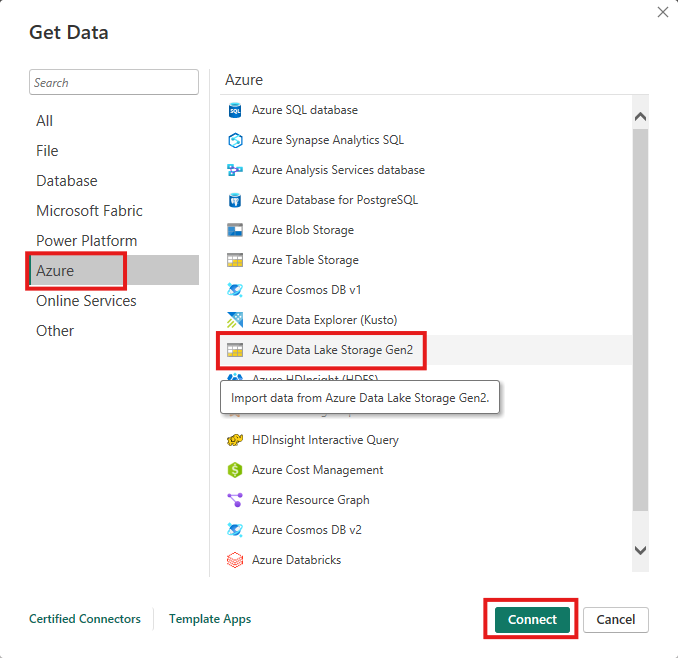 Get Data
Search
All
File
Database
Microsoft Fabric
Power Platform
Azure
Online Services
Other
Azure
Azure SQL database
Azure Synapse Analytics SQL
Azure Analysis Services database
Azure Database for PostgreSQL
Azure Blob Storage
Azure Table Storage
Azure Cosmos DB v1
Azure Data Explorer (Kusto)
Azure Data Lake Storage Gen2
Azure HDInsight (HDFS)
Import data from Azure Data Lake Storage Gen2.
HDInsight Interactive Query
Azure Cost Management
Azure Resource Graph
Azure Cosmos DB v2
Azure Databricks
Certified Connectors
Template Apps
Connect
Cancel